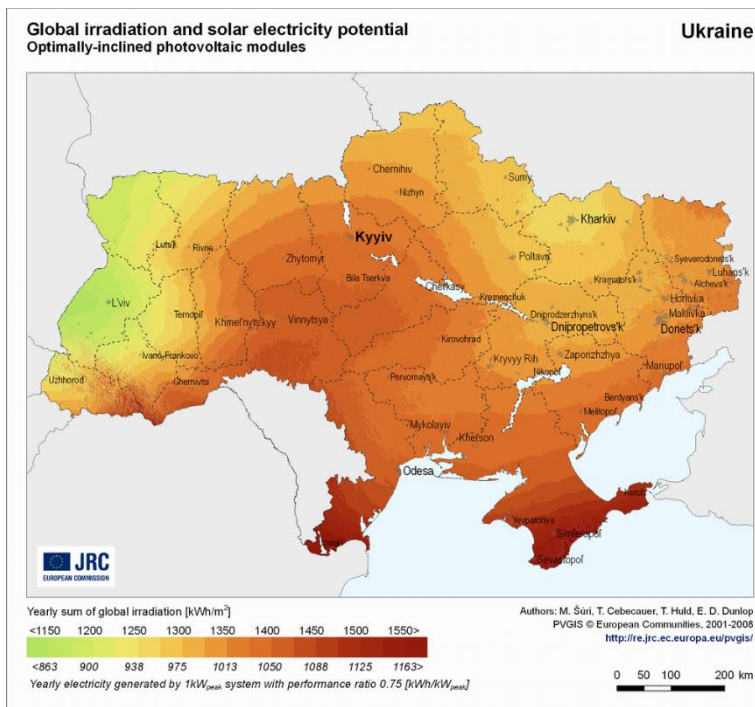 Global irradiation and solar electricity potential
Optimally-inclined photovoltaic modules
Ukraine
Chernihiv
Sumy
Nizhyn
Kharkiv
Kyyiv
Luts'k
Rivne
Zhytomyr
Poltava
Syeverodonets'k
Bila Tserkva
Cherkasy
Kramators'k
Luhans'k
Alchevs'k
L'viv
Ternopil'
Khmel'nyts'kyy
Vinnytsya
Kremenchuk
Dniprodzerzhyns'k
Horlivka
Makiivka
Dnipropetrovs'k
Donets'k
Kirovohrad
Ivano-Frankovo
Kryvyy Rih
Zaporizhzhya
Uzhhorod
Chernivtsi
Pervomays'k
Nikopol'
Mariupol'
Berdyans'k
Melitopol'
Mykolayiv
Kherson
Odesa
Kerch
Izmail
Yevpatoriya
Simferopol'
Sevastopol'
JRC
EUROPEAN COMMISSION
Yearly sum of global irradiation [kWh/m²]
<1150 1200 1250 1300 1350 1400 1450 1500 1550>
<863 900 938 975 1013 1050 1088 1125 1163>
Yearly electricity generated by 1kWpeak system with performance ratio 0.75 [kWh/kWpeak]
Authors: M. Šúri, T. Cebecauer, T. Huld, E. D. Dunlop
PVGIS © European Communities, 2001-2008
http://re.jrc.ec.europa.eu/pvgis/
0 50 100 200 km